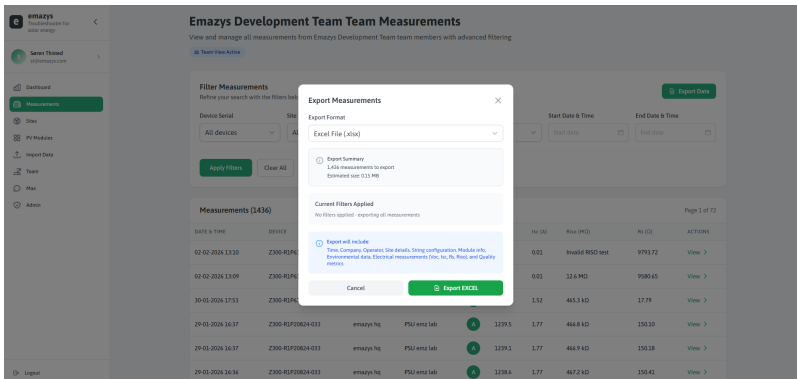 e
emazys
Troubleshooter for
solar energy
Søren Thisted
st@emazys.com
Dashboard
Measurements
Sites
PV Modules
Import Data
Team
Max
Admin
Logout
Emazys Development Team Team Measurements
View and manage all measurements from Emazys Development Team team members with advanced filtering
Team View Active
Filter Measurements
Refine your search with the filters
Export Data
Device Serial
Site
Start Date & Time
End Date & Time
All devices
Start date
End date
Apply Filters
Clear All
Measurements (1436)
Page 1 of 72
DATE & TIME
DEVICE
Isc (A)
Riso (MΩ)
Rs (Ω)
ACTIONS
02-02-2026 13:10
0.01
Invalid RISO test
9793.72
View
02-02-2026 13:09
0.01
12.6 MΩ
9580.65
View
30-01-2026 17:53
1.52
465.3 kΩ
17.79
View
29-01-2026 16:37
Z300-R1P20824-033
emazys hq
PSU emz lab
A
1239.5
1.77
466.8 kΩ
150.10
View
29-01-2026 16:37
Z300-R1P20824-033
emazys hq
PSU emz lab
A
1239.1
1.77
466.9 kΩ
150.18
View
29-01-2026 16:36
Z300-R1P20824-033
emazys hq
PSU emz lab
A
1238.6
1.77
467.2 kΩ
150.41
View
Export Measurements
Export Format
Excel File (.xlsx)
Export Summary
1,436 measurements to export
Estimated size: 0.15 MB
Current Filters Applied
No filters applied - exporting all measurements
Export will include:
Time, Company, Operator, Site details, String configuration, Module info,
Environmental data, Electrical measurements (Voc, Isc, Rs, Riso), and Quality
metrics
Cancel
Export EXCEL